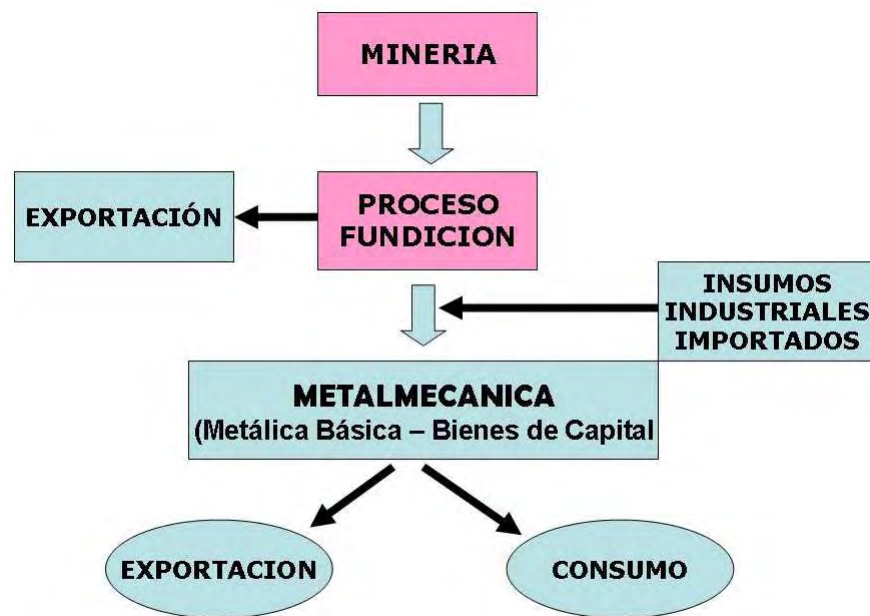 MINERIA
EXPORTACIÓN
PROCESO
FUNDICION
INSUMOS
INDUSTRIALES
IMPORTADOS
METALMECANICA
(Metálica Básica – Bienes de Capital
EXPORTACION
CONSUMO